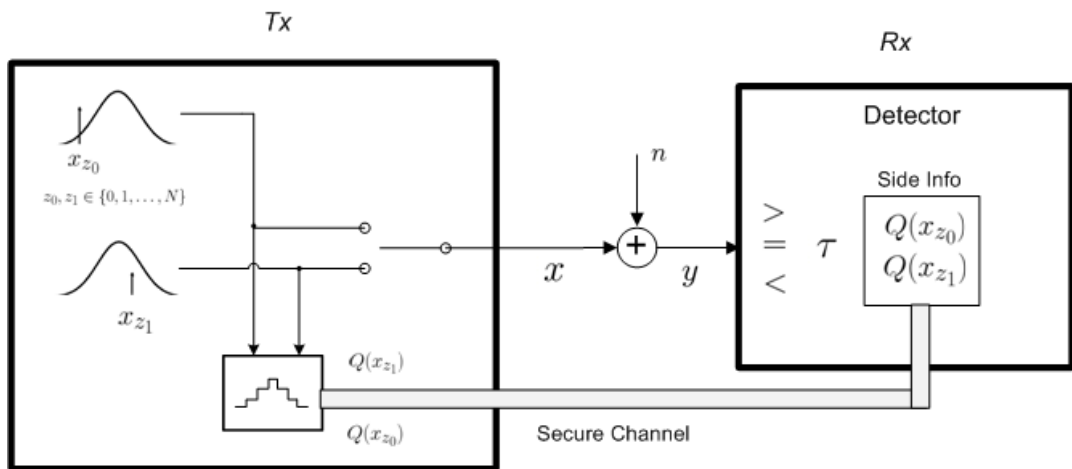 Tx
Rx
x_{z_0}
z_0, z_1 ∈ {0, 1, . . . , N}
x_{z_1}
Q(x_{z_1})
Q(x_{z_0})
x
n
+
y
Detector
Side Info
>
=
<
τ
Q(x_{z_0})
Q(x_{z_1})
Secure Channel